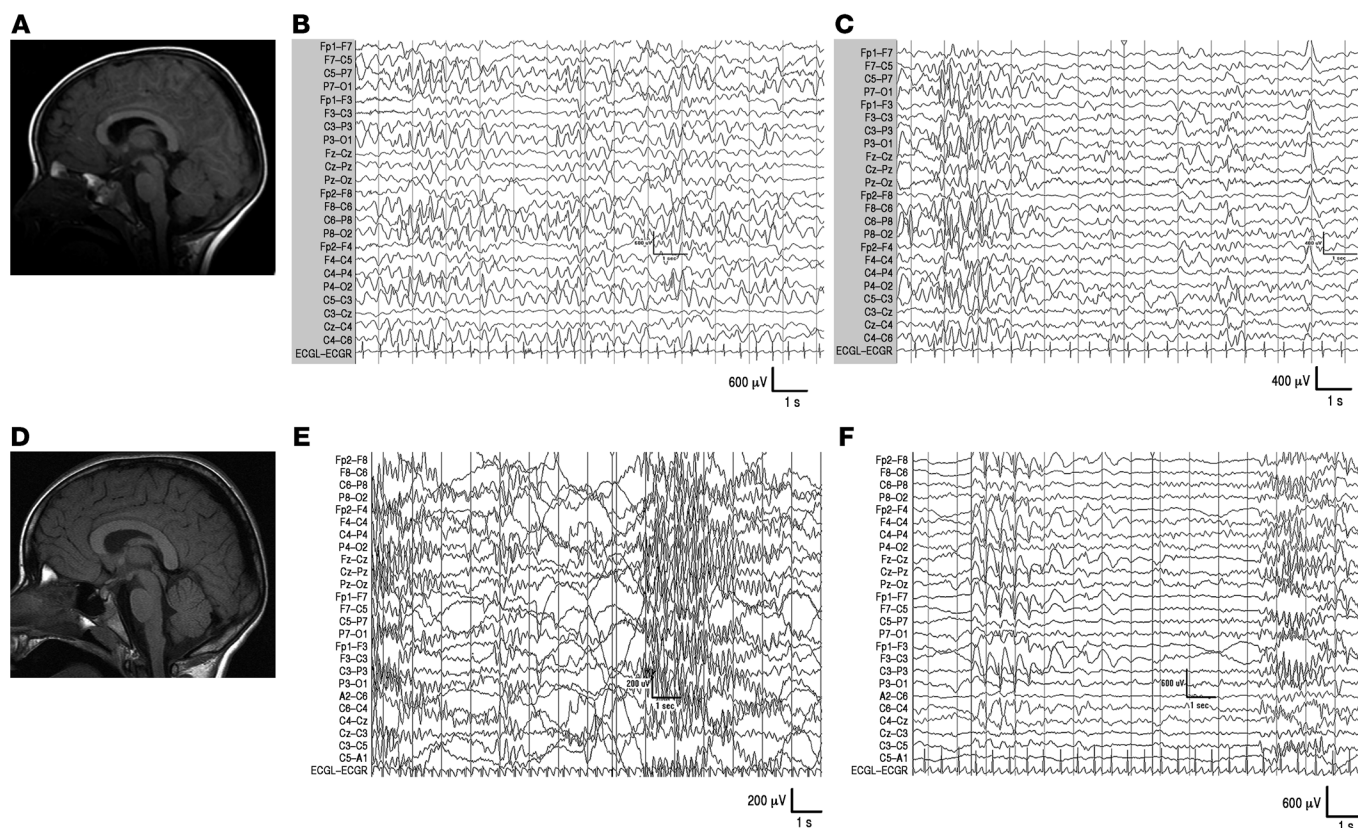 A
B
Fp1–F7
F7–C5
C5–P7
P7–O1
Fp1–F3
F3–C3
C3–P3
P3–O1
Fz–Cz
Cz–Pz
Pz–Oz
Fp2–F8
F8–C6
C6–P8
P8–O2
Fp2–F4
F4–C4
C4–P4
P4–O2
C5–C3
C3–Cz
Cz–C4
C4–C6
ECGL–ECGR
600 uV
1 sec
600 µV
1 s
C
Fp1–F7
F7–C5
C5–P7
P7–O1
Fp1–F3
F3–C3
C3–P3
P3–O1
Fz–Cz
Cz–Pz
Pz–Oz
Fp2–F8
F8–C6
C6–P8
P8–O2
Fp2–F4
F4–C4
C4–P4
P4–O2
C5–C3
C3–Cz
Cz–C4
C4–C6
ECGL–ECGR
400 uV
1 sec
400 µV
1 s
D
E
Fp2–F8
F8–C6
C6–P8
P8–O2
Fp2–F4
F4–C4
C4–P4
P4–O2
Fz–Cz
Cz–Pz
Pz–Oz
Fp1–F7
F7–C5
C5–P7
P7–O1
Fp1–F3
F3–C3
C3–P3
P3–O1
A2–C6
C6–C4
C4–Cz
Cz–C3
C3–C5
C5–A1
ECGL–ECGR
200 uV
1 sec
200 µV
1 s
F
Fp2–F8
F8–C6
C6–P8
P8–O2
Fp2–F4
F4–C4
C4–P4
P4–O2
Fz–Cz
Cz–Pz
Pz–Oz
Fp1–F7
F7–C5
C5–P7
P7–O1
Fp1–F3
F3–C3
C3–P3
P3–O1
A2–C6
C6–C4
C4–Cz
Cz–C3
C3–C5
C5–A1
ECGL–ECGR
600 uV
1 sec
600 µV
1 s